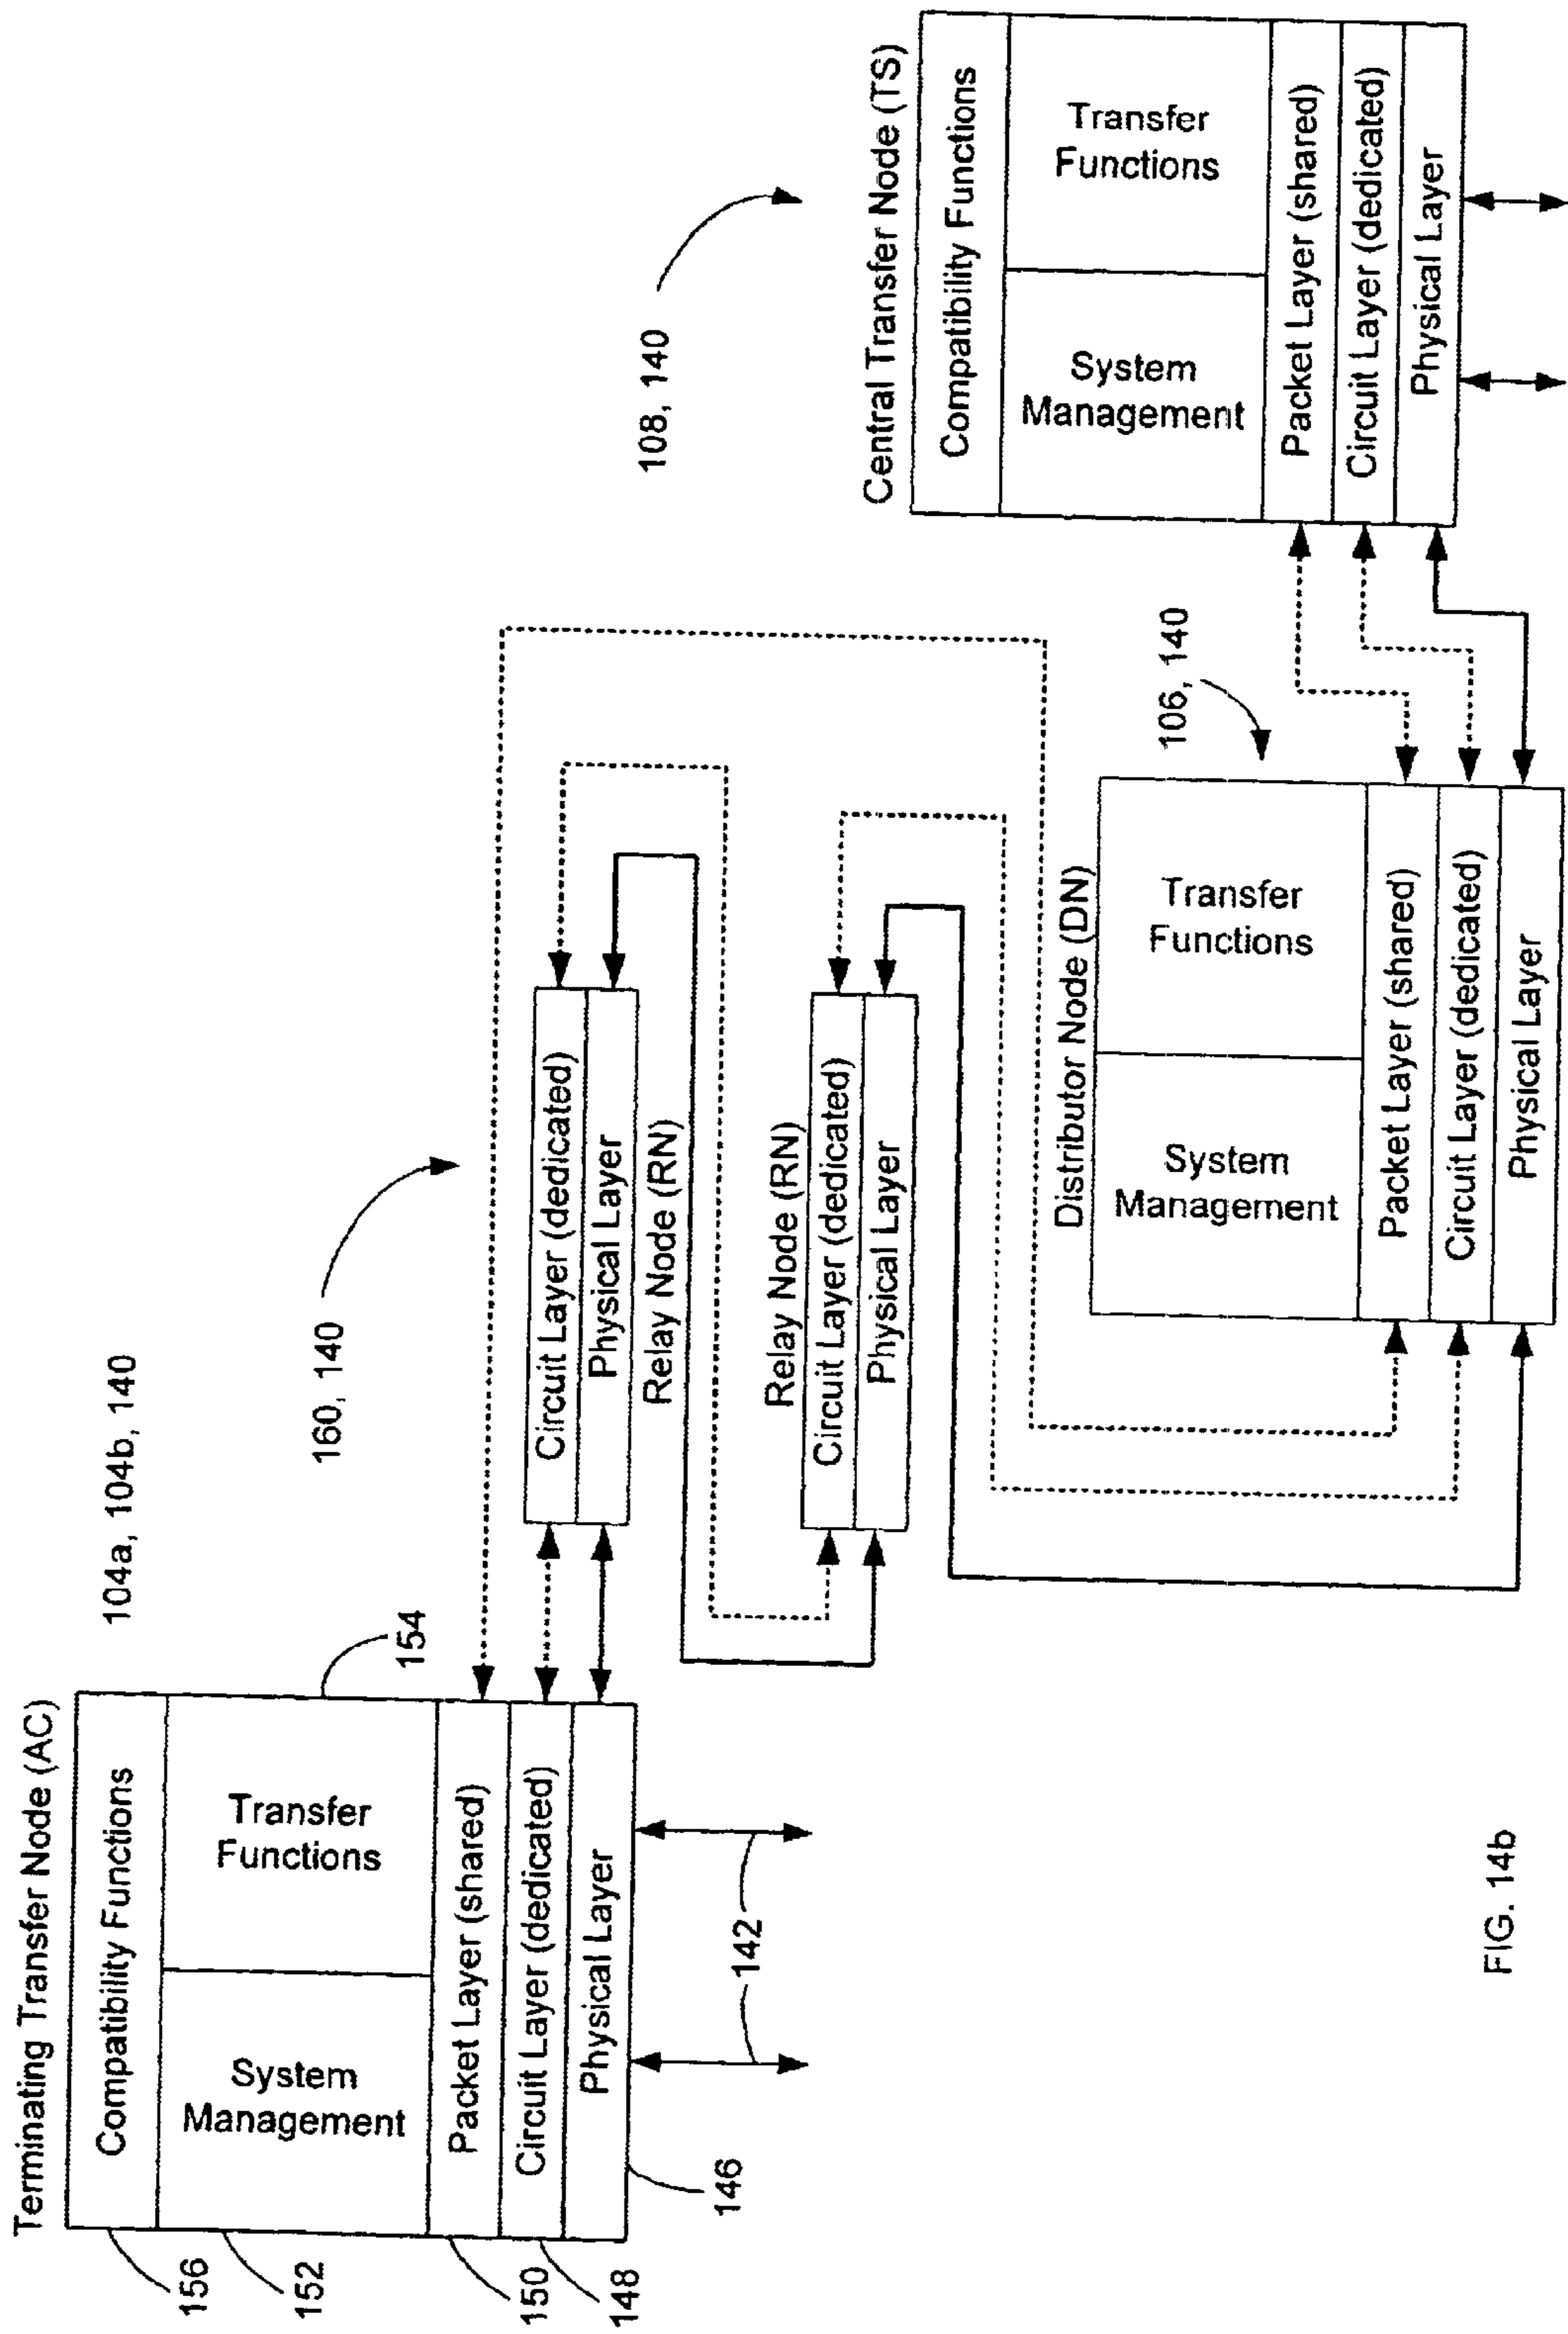 Terminating Transfer Node (AC)
Compatibility Functions
System
Management
Transfer
Functions
Packet Layer (shared)
Circuit Layer (dedicated)
Physical Layer
156
152
150
148
146
154
142
104a, 104b, 140
160, 140
Circuit Layer (dedicated)
Physical Layer
Relay Node (RN)
Relay Node (RN)
Circuit Layer (dedicated)
Physical Layer
Distributor Node (DN)
System
Management
Transfer
Functions
Packet Layer (shared)
Circuit Layer (dedicated)
Physical Layer
106, 140
108, 140
Central Transfer Node (TS)
Compatibility Functions
System
Management
Transfer
Functions
Packet Layer (shared)
Circuit Layer (dedicated)
Physical Layer
FIG. 14b